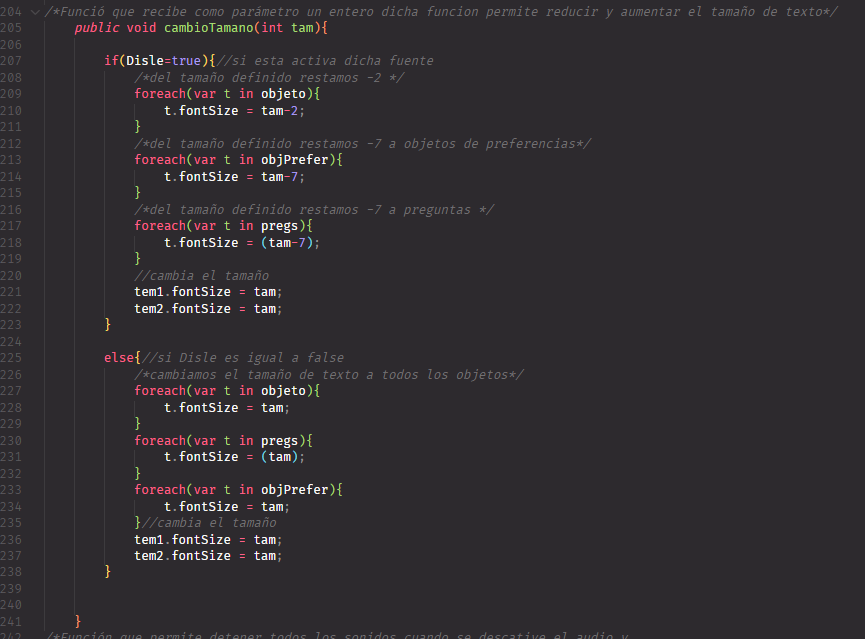 204 /*Funció que recibe como parámetro un entero dicha funcion permite reducir y aumentar el tamaño de texto*/
205 public void cambioTamano(int tam){
206
207 if(Disle=true){//si esta activa dicha fuente
208 /*del tamaño definido restamos -2 */
209 foreach(var t in objeto){
210 t.fontSize = tam-2;
211 }
212 /*del tamaño definido restamos -7 a objetos de preferencias*/
213 foreach(var t in objPrefer){
214 t.fontSize = tam-7;
215 }
216 /*del tamaño definido restamos -7 a preguntas */
217 foreach(var t in pregs){
218 t.fontSize = (tam-7);
219 }
220 //cambia el tamaño
221 tem1.fontSize = tam;
222 tem2.fontSize = tam;
223 }
224
225 else{//si Disle es igual a false
226 /*cambiamos el tamaño de texto a todos los objetos*/
227 foreach(var t in objeto){
228 t.fontSize = tam;
229 }
230 foreach(var t in pregs){
231 t.fontSize = (tam);
232 }
233 foreach(var t in objPrefer){
234 t.fontSize = tam;
235 }//cambia el tamaño
236 tem1.fontSize = tam;
237 tem2.fontSize = tam;
238 }
239
240
241 }
242 /*Función que permite detener todos los sonidos cuando se descative el audio y